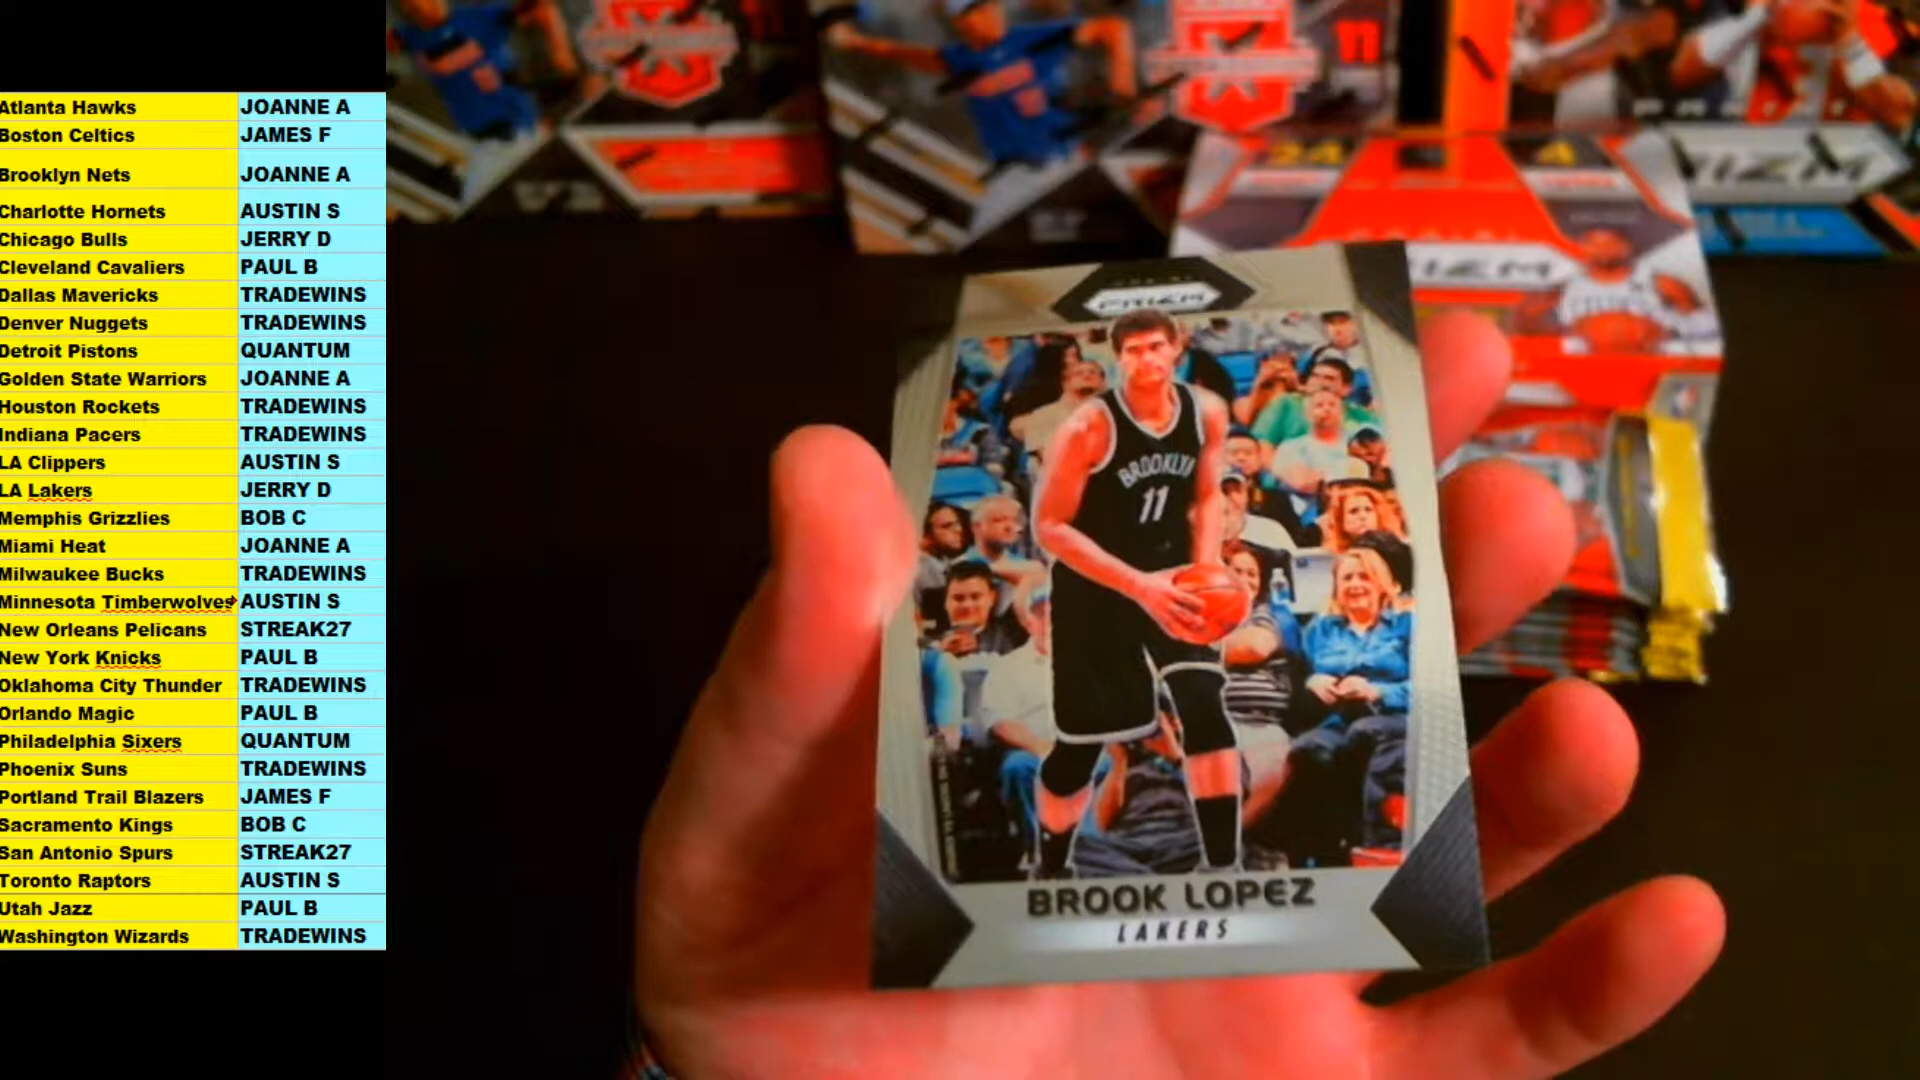 Atlanta Hawks JOANNE A
Boston Celtics JAMES F
Brooklyn Nets JOANNE A
Charlotte Hornets AUSTIN S
Chicago Bulls JERRY D
Cleveland Cavaliers PAUL B
Dallas Mavericks TRADEWINS
Denver Nuggets TRADEWINS
Detroit Pistons QUANTUM
Golden State Warriors JOANNE A
Houston Rockets TRADEWINS
Indiana Pacers TRADEWINS
LA Clippers AUSTIN S
LA Lakers JERRY D
Memphis Grizzlies BOB C
Miami Heat JOANNE A
Milwaukee Bucks TRADEWINS
Minnesota Timberwolves AUSTIN S
New Orleans Pelicans STREAK27
New York Knicks PAUL B
Oklahoma City Thunder TRADEWINS
Orlando Magic PAUL B
Philadelphia Sixers QUANTUM
Phoenix Suns TRADEWINS
Portland Trail Blazers JAMES F
Sacramento Kings BOB C
San Antonio Spurs STREAK27
Toronto Raptors AUSTIN S
Utah Jazz PAUL B
Washington Wizards TRADEWINS
PRIZM
BROOKLYN
11
BROOK LOPEZ
LAKERS
24
4
PANINI